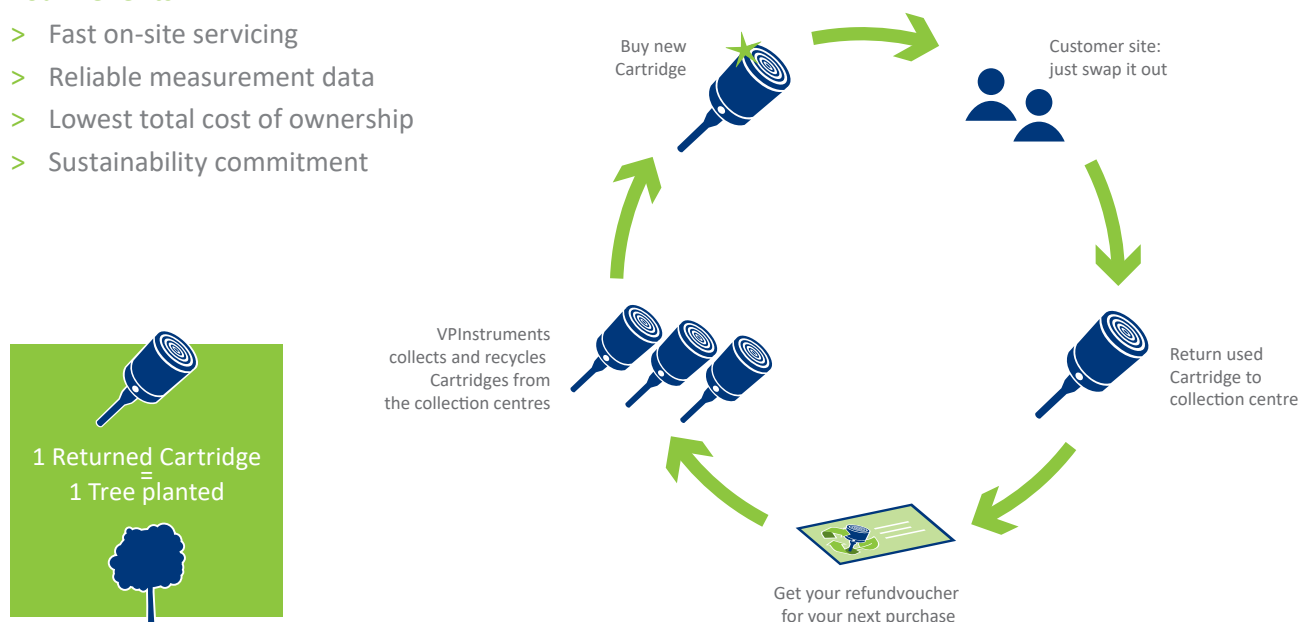 > Fast on-site servicing
> Reliable measurement data
> Lowest total cost of ownership
> Sustainability commitment
Buy new
Cartridge
Customer site:
just swap it out
Return used
Cartridge to
collection centre
Get your refundvoucher
for your next purchase
VPInstruments
collects and recycles
Cartridges from
the collection centres
1 Returned Cartridge
=
1 Tree planted